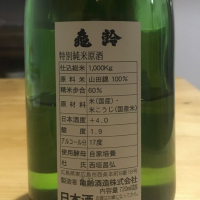 亀齢
特別純米原酒
仕込総米 1,000Kg
原料米 山田錦 100%
精米歩合 60%
原材料 米(国産)・
米こうじ(国産米)
日本酒度 +4.0
酸度 1.9
アルコール分 17度
使用酵母 自家培養
杜氏 西垣直弘
製造者 亀齢酒造株式会社
日本酒